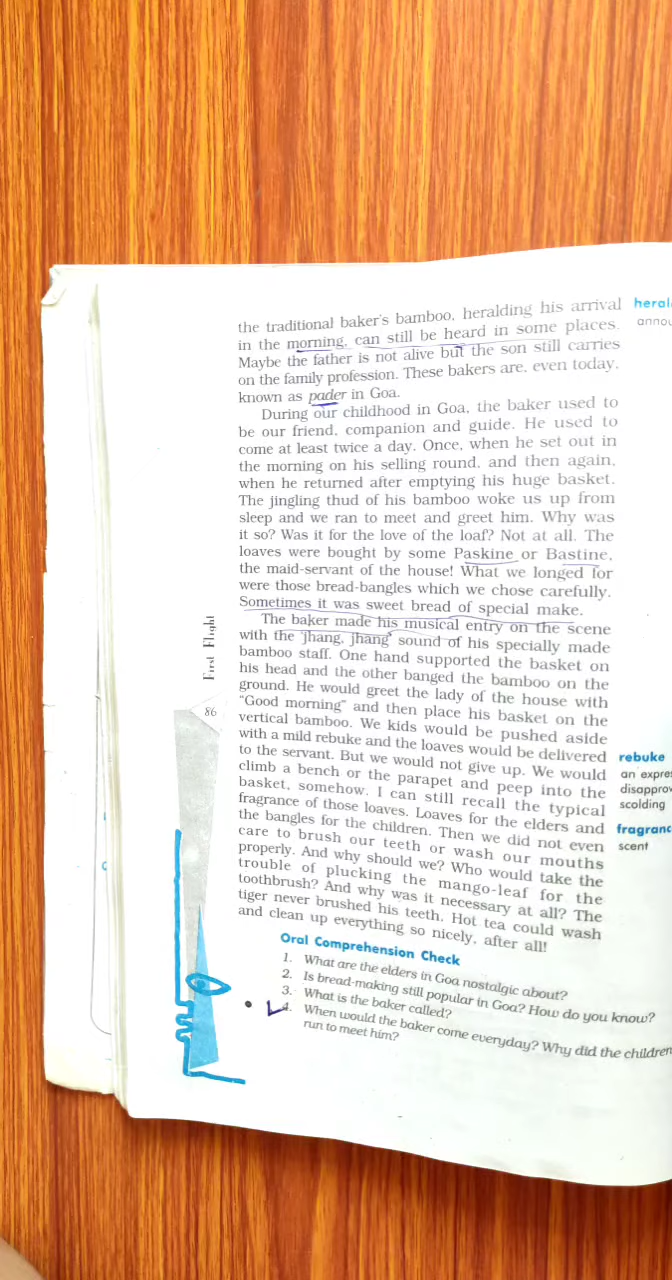 the traditional baker's bamboo, heralding his arrival
in the morning, can still be heard in some places.
Maybe the father is not alive but the son still carries
on the family profession. These bakers are, even today,
known as pader in Goa.
During our childhood in Goa, the baker used to
be our friend, companion and guide. He used to
come at least twice a day. Once, when he set out in
the morning on his selling round, and then again,
when he returned after emptying his huge basket.
The jingling thud of his bamboo woke us up from
sleep and we ran to meet and greet him. Why was
it so? Was it for the love of the loaf? Not at all. The
loaves were bought by some Paskine or Bastine,
the maid-servant of the house! What we longed for
were those bread-bangles which we chose carefully.
Sometimes it was sweet bread of special make.
The baker made his musical entry on the scene
with the 'jhang, jhang' sound of his specially made
bamboo staff. One hand supported the basket on
his head and the other banged the bamboo on the
ground. He would greet the lady of the house with
"Good morning" and then place his basket on the
vertical bamboo. We kids would be pushed aside
with a mild rebuke and the loaves would be delivered
to the servant. But we would not give up. We would
climb a bench or the parapet and peep into the
basket, somehow. I can still recall the typical
fragrance of those loaves. Loaves for the elders and
the bangles for the children. Then we did not even
care to brush our teeth or wash our mouths
properly. And why should we? Who would take the
trouble of plucking the mango-leaf for the
toothbrush? And why was it necessary at all? The
tiger never brushed his teeth. Hot tea could wash
and clean up everything so nicely, after all!
heral
annou
rebuke
an expre
disapprov
scolding
fragranc
scent
First Flight
86
Oral Comprehension Check
1. What are the elders in Goa nostalgic about?
2. Is bread-making still popular in Goa? How do you know?
3. What is the baker called?
4. When would the baker come everyday? Why did the children
run to meet him?